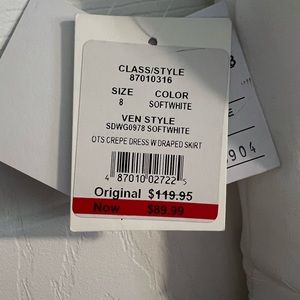 CLASS/STYLE
87010316
SIZE COLOR
8 SOFTWHITE
VEN STYLE
SDWG0978 SOFTWHITE
OTS CREPE DRESS W DRAPED SKIRT
4 87010 02722 5
Original $119.95
Now $89.99
904